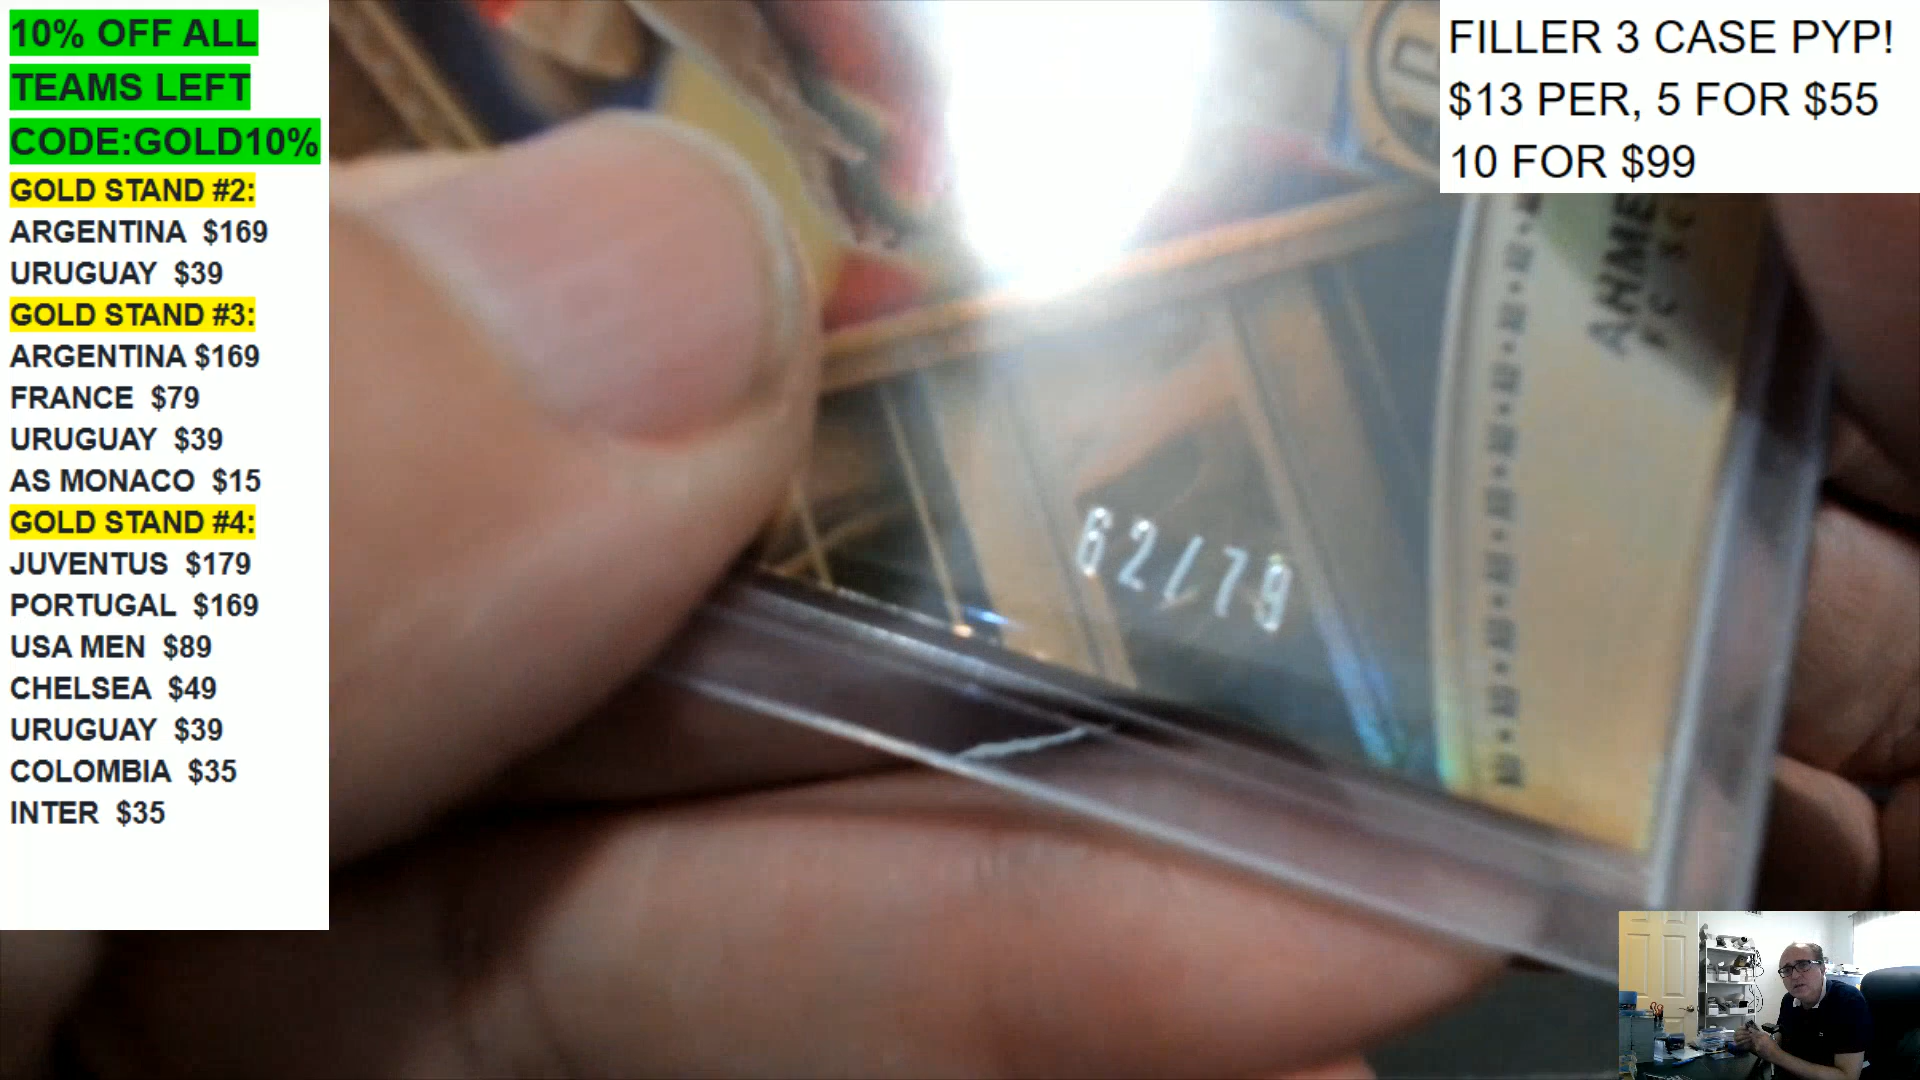 10% OFF ALL
TEAMS LEFT
CODE:GOLD10%
GOLD STAND #2:
ARGENTINA $169
URUGUAY $39
GOLD STAND #3:
ARGENTINA $169
FRANCE $79
URUGUAY $39
AS MONACO $15
GOLD STAND #4:
JUVENTUS $179
PORTUGAL $169
USA MEN $89
CHELSEA $49
URUGUAY $39
COLOMBIA $35
INTER $35
FILLER 3 CASE PYP!
$13 PER, 5 FOR $55
10 FOR $99
AHME
FC SC
62/79